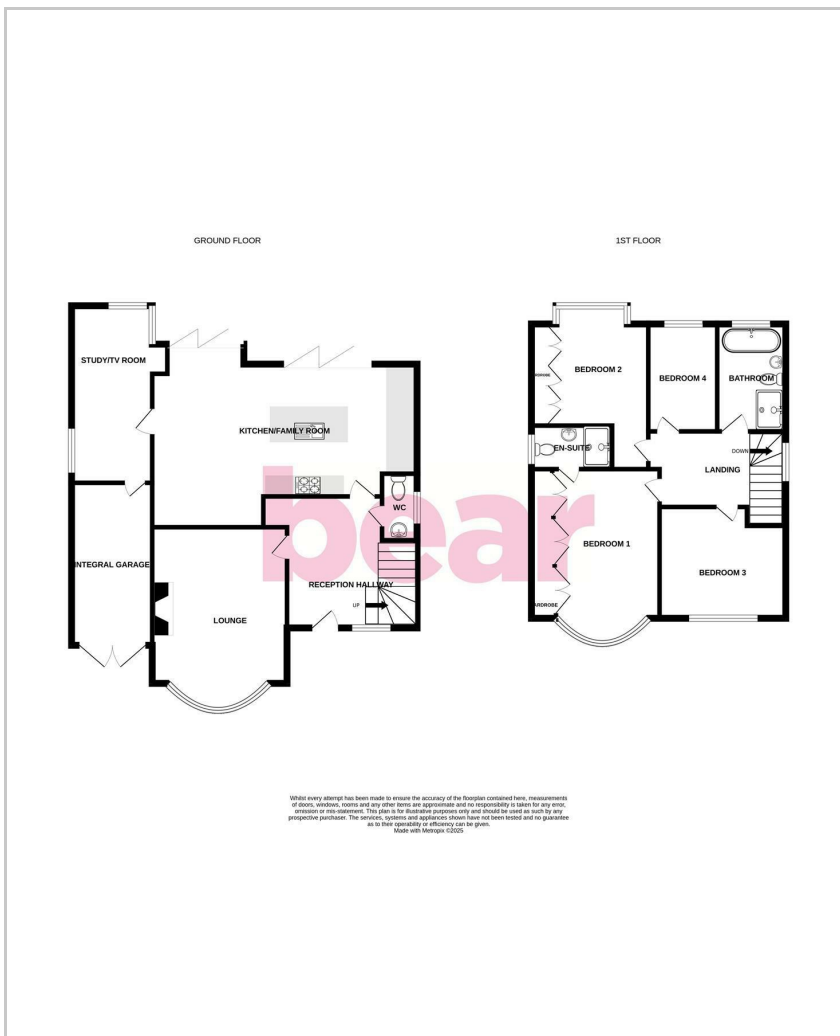 GROUND FLOOR
STUDY/TV ROOM
KITCHEN/FAMILY ROOM
WC
INTEGRAL GARAGE
RECEPTION HALLWAY
UP
LOUNGE
bear
1ST FLOOR
BEDROOM 2
BEDROOM 4
BATHROOM
EN-SUITE
DOWN
LANDING
BEDROOM 1
BEDROOM 3
Whilst every attempt has been made to ensure the accuracy of the floorplan contained here, measurements
of doors, windows, rooms and any other items are approximate and no responsibility is taken for any error,
omission or mis-statement. This plan is for illustrative purposes only and should be used as such by any
prospective purchaser. The services, systems and appliances shown have not been tested and no guarantee
as to their operability or efficiency can be given.
Made with Metropix ©2025